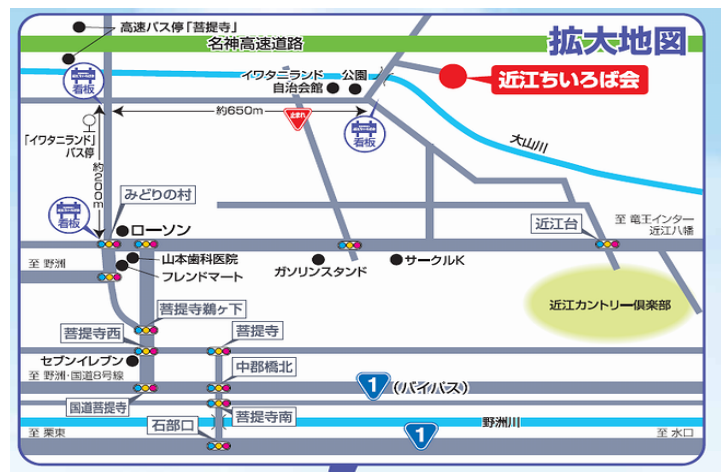 高速バス停「菩提寺」
名神高速道路
拡大地図
看板
イワタニランド
自治会館
公園
近江ちいろば会
約650m
止まれ
看板
「イワタニランド」
バス停
大山川
約200m
みどりの村
看板
ローソン
近江台
至 竜王インター
近江八幡
至 野洲
山本歯科医院
フレンドマート
ガソリンスタンド
サークルK
近江カントリー倶楽部
菩提寺鵜ヶ下
菩提寺西
菩提寺
セブンイレブン
中郡橋北
至 野洲・国道8号線
1
(バイパス)
国道菩提寺
菩提寺南
石部口
野洲川
至 栗東
1
至 水口